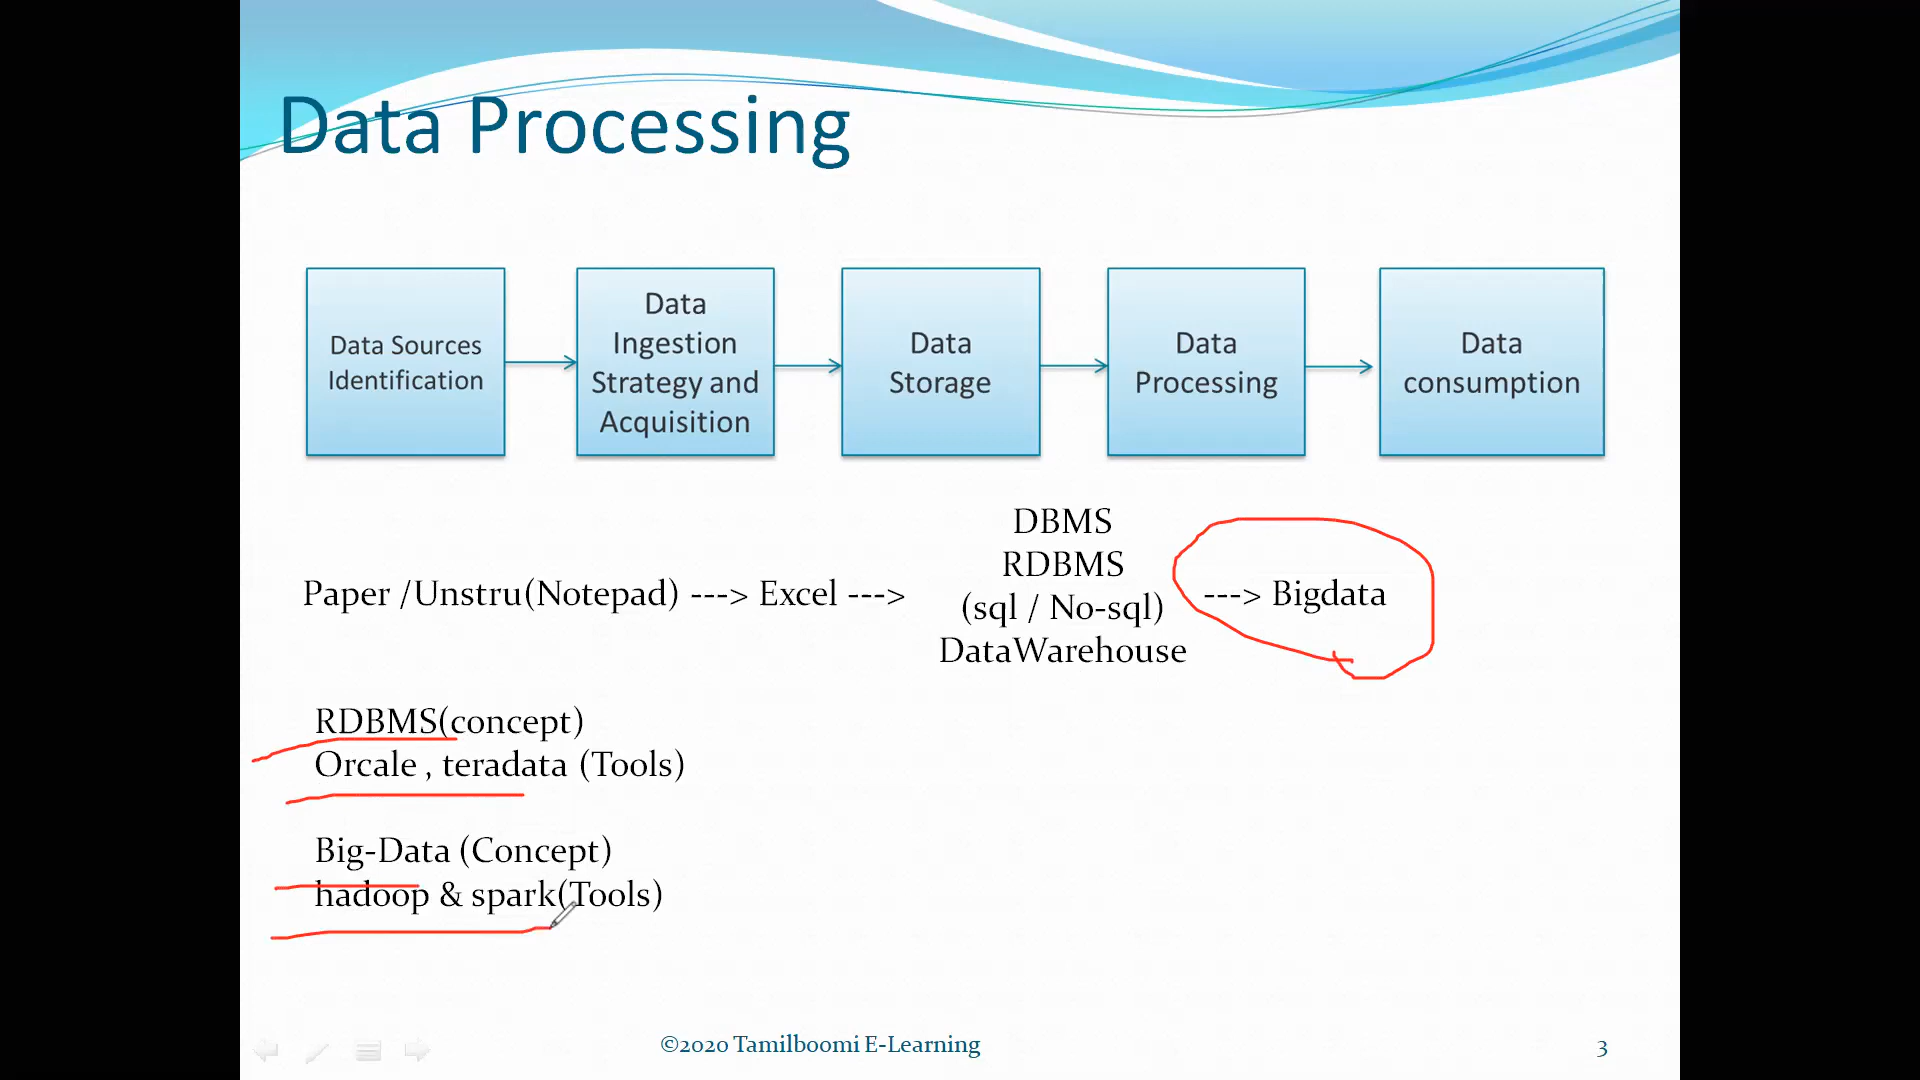 Data Processing
Data Sources
Identification
Data
Ingestion
Strategy and
Acquisition
Data
Storage
Data
Processing
Data
consumption
Paper /Unstru(Notepad) ---> Excel --->
DBMS
RDBMS
(sql / No-sql)
DataWarehouse
---> Bigdata
RDBMS(concept)
Orcale , teradata (Tools)
Big-Data (Concept)
hadoop & spark(Tools)
©2020 Tamilboomi E-Learning
3